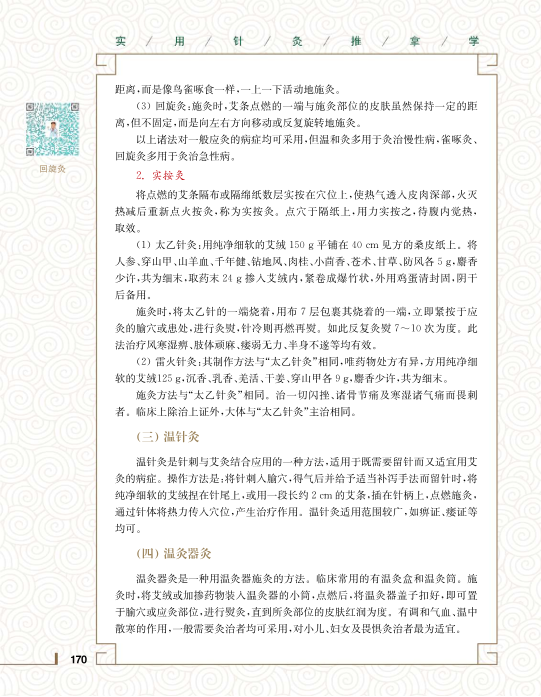 实 / 用 / 针 / 灸 / 推 / 拿 / 学
距离,而是像鸟雀啄食一样,一上一下活动地施灸。
(3) 回旋灸:施灸时,艾条点燃的一端与施灸部位的皮肤虽然保持一定的距
离,但不固定,而是向左右方向移动或反复旋转地施灸。
以上诸法对一般应灸的病症均可采用,但温和灸多用于灸治慢性病,雀啄灸、
回旋灸多用于灸治急性病。
回旋灸
2. 实按灸
将点燃的艾条隔布或隔绵纸数层实按在穴位上,使热气透入皮肉深部,火灭
热减后重新点火按灸,称为实按灸。点穴于隔纸上,用力实按之,待腹内觉热,
取效。
(1) 太乙针灸:用纯净细软的艾绒 150 g 平铺在 40 cm 见方的桑皮纸上。将
人参、穿山甲、山羊血、千年健、钻地风、肉桂、小茴香、苍术、甘草、防风各 5 g,麝香
少许,共为细末,取药末 24 g 掺入艾绒内,紧卷成爆竹状,外用鸡蛋清封固,阴干
后备用。
施灸时,将太乙针的一端烧着,用布 7 层包裹其烧着的一端,立即紧按于应
灸的腧穴或患处,进行灸熨,针冷则再燃再熨。如此反复灸熨 7～10 次为度。此
法治疗风寒湿痹、肢体顽麻、痿弱无力、半身不遂等均有效。
(2) 雷火针灸:其制作方法与“太乙针灸”相同,唯药物处方有异,方用纯净细
软的艾绒125 g,沉香、乳香、羌活、干姜、穿山甲各 9 g,麝香少许,共为细末。
施灸方法与“太乙针灸”相同。治一切闪挫、诸骨节痛及寒湿诸气痛而畏刺
者。临床上除治上证外,大体与“太乙针灸”主治相同。
(三) 温针灸
温针灸是针刺与艾灸结合应用的一种方法,适用于既需要留针而又适宜用艾
灸的病症。操作方法是:将针刺入腧穴,得气后并给予适当补泻手法而留针时,将
纯净细软的艾绒捏在针尾上,或用一段长约 2 cm 的艾条,插在针柄上,点燃施灸,
通过针体将热力传入穴位,产生治疗作用。温针灸适用范围较广,如痹证、痿证等
均可。
(四) 温灸器灸
温灸器灸是一种用温灸器施灸的方法。临床常用的有温灸盒和温灸筒。施
灸时,将艾绒或加掺药物装入温灸器的小筒,点燃后,将温灸器盖子扣好,即可置
于腧穴或应灸部位,进行熨灸,直到所灸部位的皮肤红润为度。有调和气血、温中
散寒的作用,一般需要灸治者均可采用,对小儿、妇女及畏惧灸治者最为适宜。
170